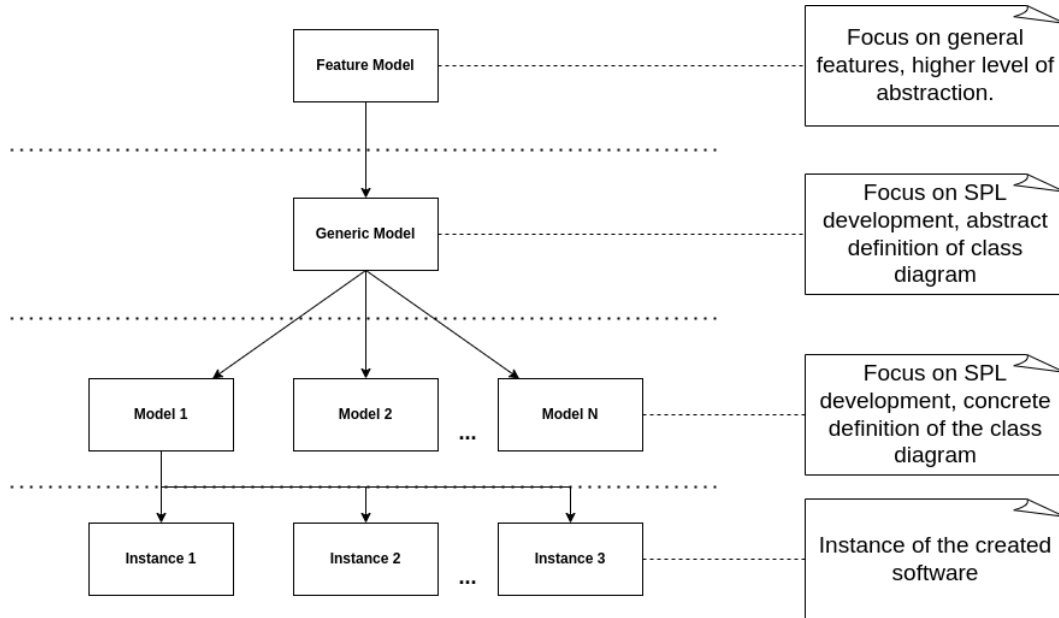 Feature Model
Focus on general
features, higher level of
abstraction.
Generic Model
Focus on SPL
development, abstract
definition of class
diagram
Model 1
Model 2
...
Model N
Focus on SPL
development, concrete
definition of the class
diagram
Instance 1
Instance 2
...
Instance 3
Instance of the created
software